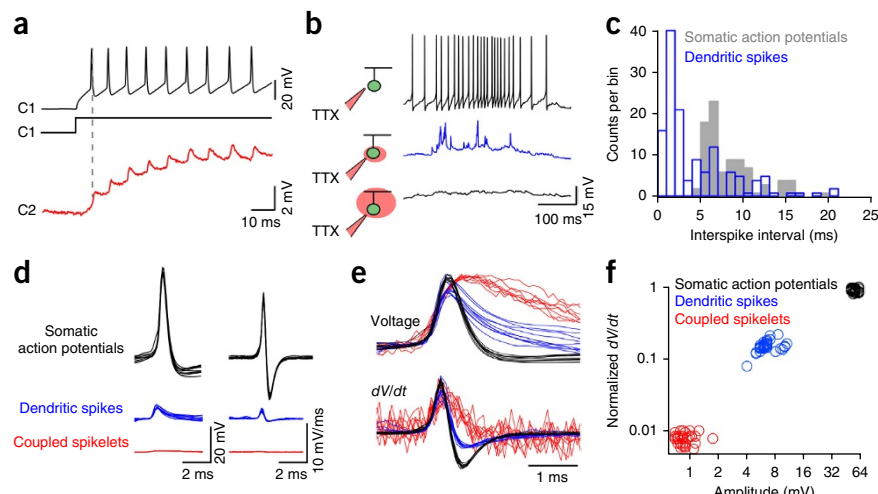 a
C1
C1
C2
20 mV
2 mV
10 ms
b
TTX
TTX
TTX
100 ms
15 mV
c
Somatic action potentials
Dendritic spikes
Counts per bin
40
30
20
10
0
0 5 10 15 20 25
Interspike interval (ms)
d
Somatic
action potentials
Dendritic spikes
Coupled spikelets
20 mV
2 ms
10 mV/ms
2 ms
e
Voltage
dV/dt
1 ms
f
Somatic action potentials
Dendritic spikes
Coupled spikelets
Normalized dV/dt
1
0.1
0.01
1 2 4 8 16 32 64
Amplitude (mV)